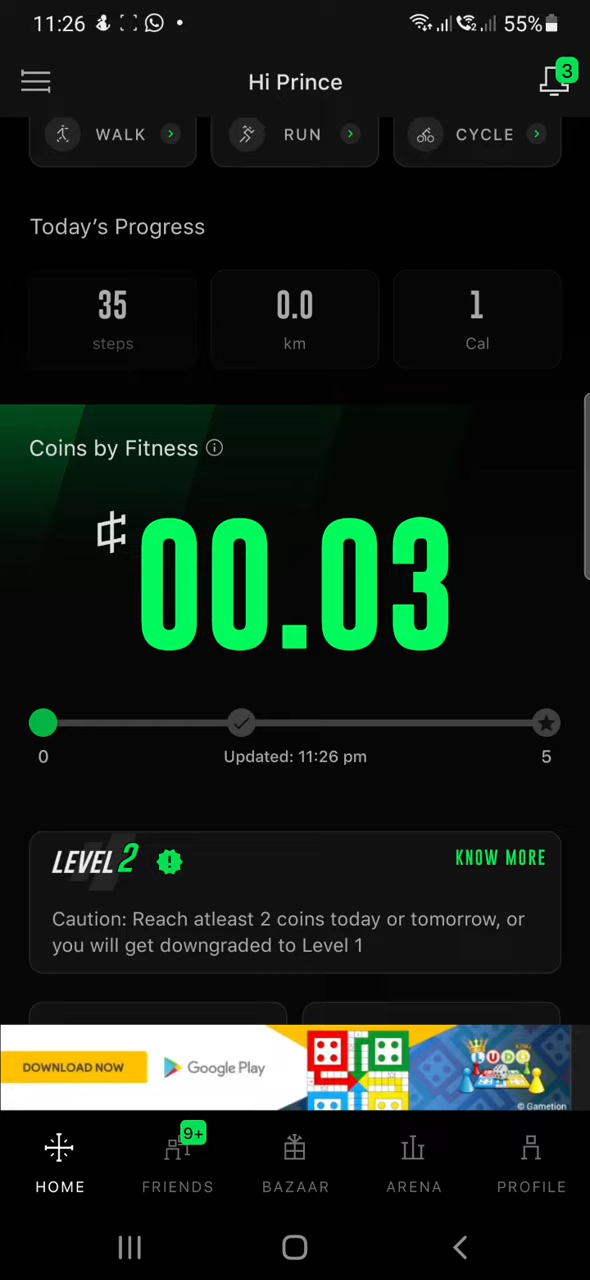 11:26 55%
Hi Prince 3
WALK RUN CYCLE
Today's Progress
35 0.0 1
steps km Cal
Coins by Fitness
00.03
0 Updated: 11:26 pm 5
LEVEL 2 KNOW MORE
Caution: Reach atleast 2 coins today or tomorrow, or
you will get downgraded to Level 1
DOWNLOAD NOW Google Play LUDO KING
© Gametion
9+
HOME FRIENDS BAZAAR ARENA PROFILE